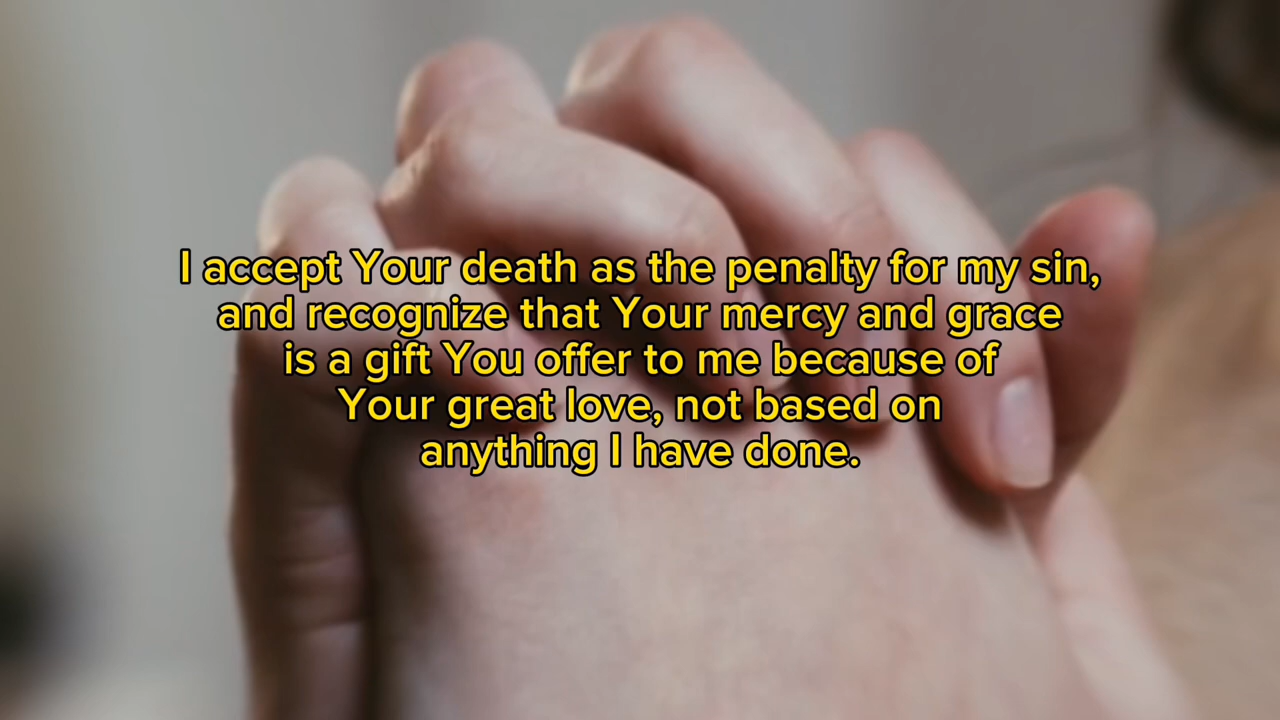 I accept Your death as the penalty for my sin,
and recognize that Your mercy and grace
is a gift You offer to me because of
Your great love, not based on
anything I have done.